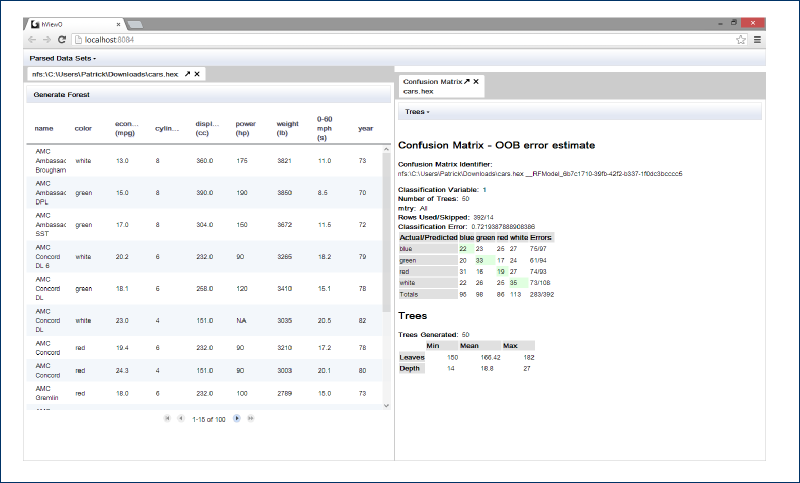 hViewO
localhost:8084
Parsed Data Sets
nfs:\C:\Users\Patrick\Downloads\cars.hex
Generate Forest
name color econ... (mpg) cylin... displ... (cc) power (hp) weight (lb) 0-60 mph (s) year
AMC Ambassador Brougham white 13.0 8 360.0 175 3821 11.0 73
AMC Ambassador DPL green 15.0 8 390.0 190 3850 8.5 70
AMC Ambassador SST green 17.0 8 304.0 150 3672 11.5 72
AMC Concord DL 6 white 20.2 6 232.0 90 3265 18.2 79
AMC Concord DL green 18.1 6 258.0 120 3410 15.1 78
AMC Concord DL white 23.0 4 151.0 NA 3035 20.5 82
AMC Concord red 19.4 6 232.0 90 3210 17.2 78
AMC Concord red 24.3 4 151.0 90 3003 20.1 80
AMC Gremlin red 18.0 6 232.0 100 2789 15.0 73
AMC
1-15 of 100
Confusion Matrix
cars.hex
Trees
Confusion Matrix - OOB error estimate
Confusion Matrix Identifier:
nfs:\C:\Users\Patrick\Downloads\cars.hex __RFModel_6b7c1710-39fb-42f2-b337-1f0dc3bcccc5
Classification Variable: 1
Number of Trees: 50
mtry: All
Rows Used/Skipped: 392/14
Classification Error: 0.7219387888908386
Actual/Predicted blue green red white Errors
blue 22 23 25 27 75/97
green 20 33 17 24 61/94
red 31 16 19 27 74/93
white 22 26 25 35 73/108
Totals 95 98 86 113 283/392
Trees
Trees Generated: 50
Min Mean Max
Leaves 150 166.42 182
Depth 14 18.8 27